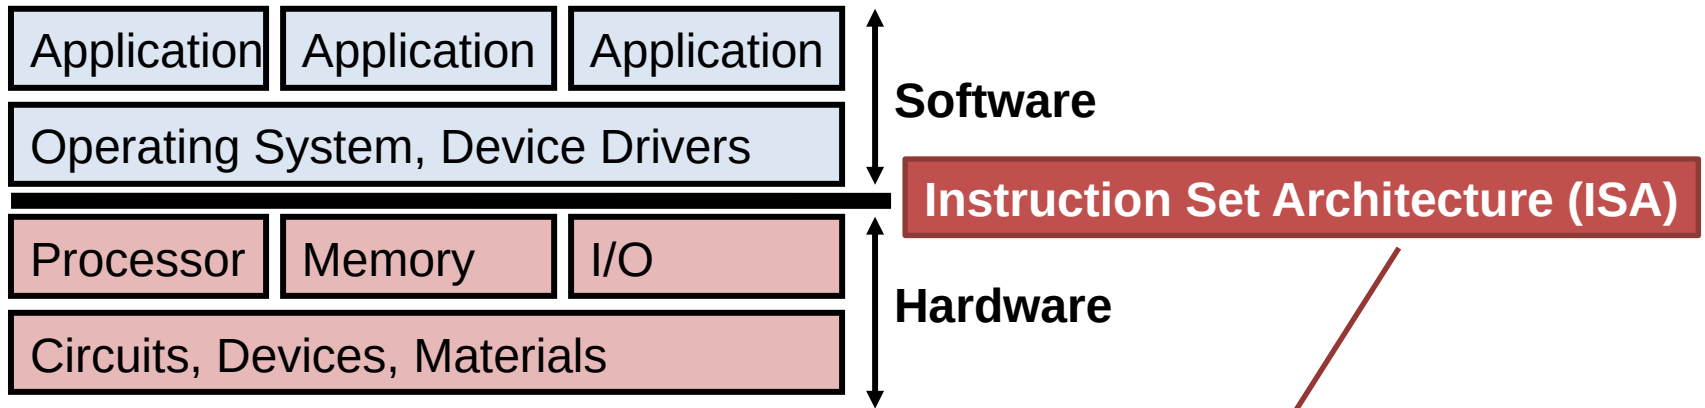 Application Application Application
Software
Operating System, Device Drivers
Instruction Set Architecture (ISA)
Processor Memory I/O
Hardware
Circuits, Devices, Materials